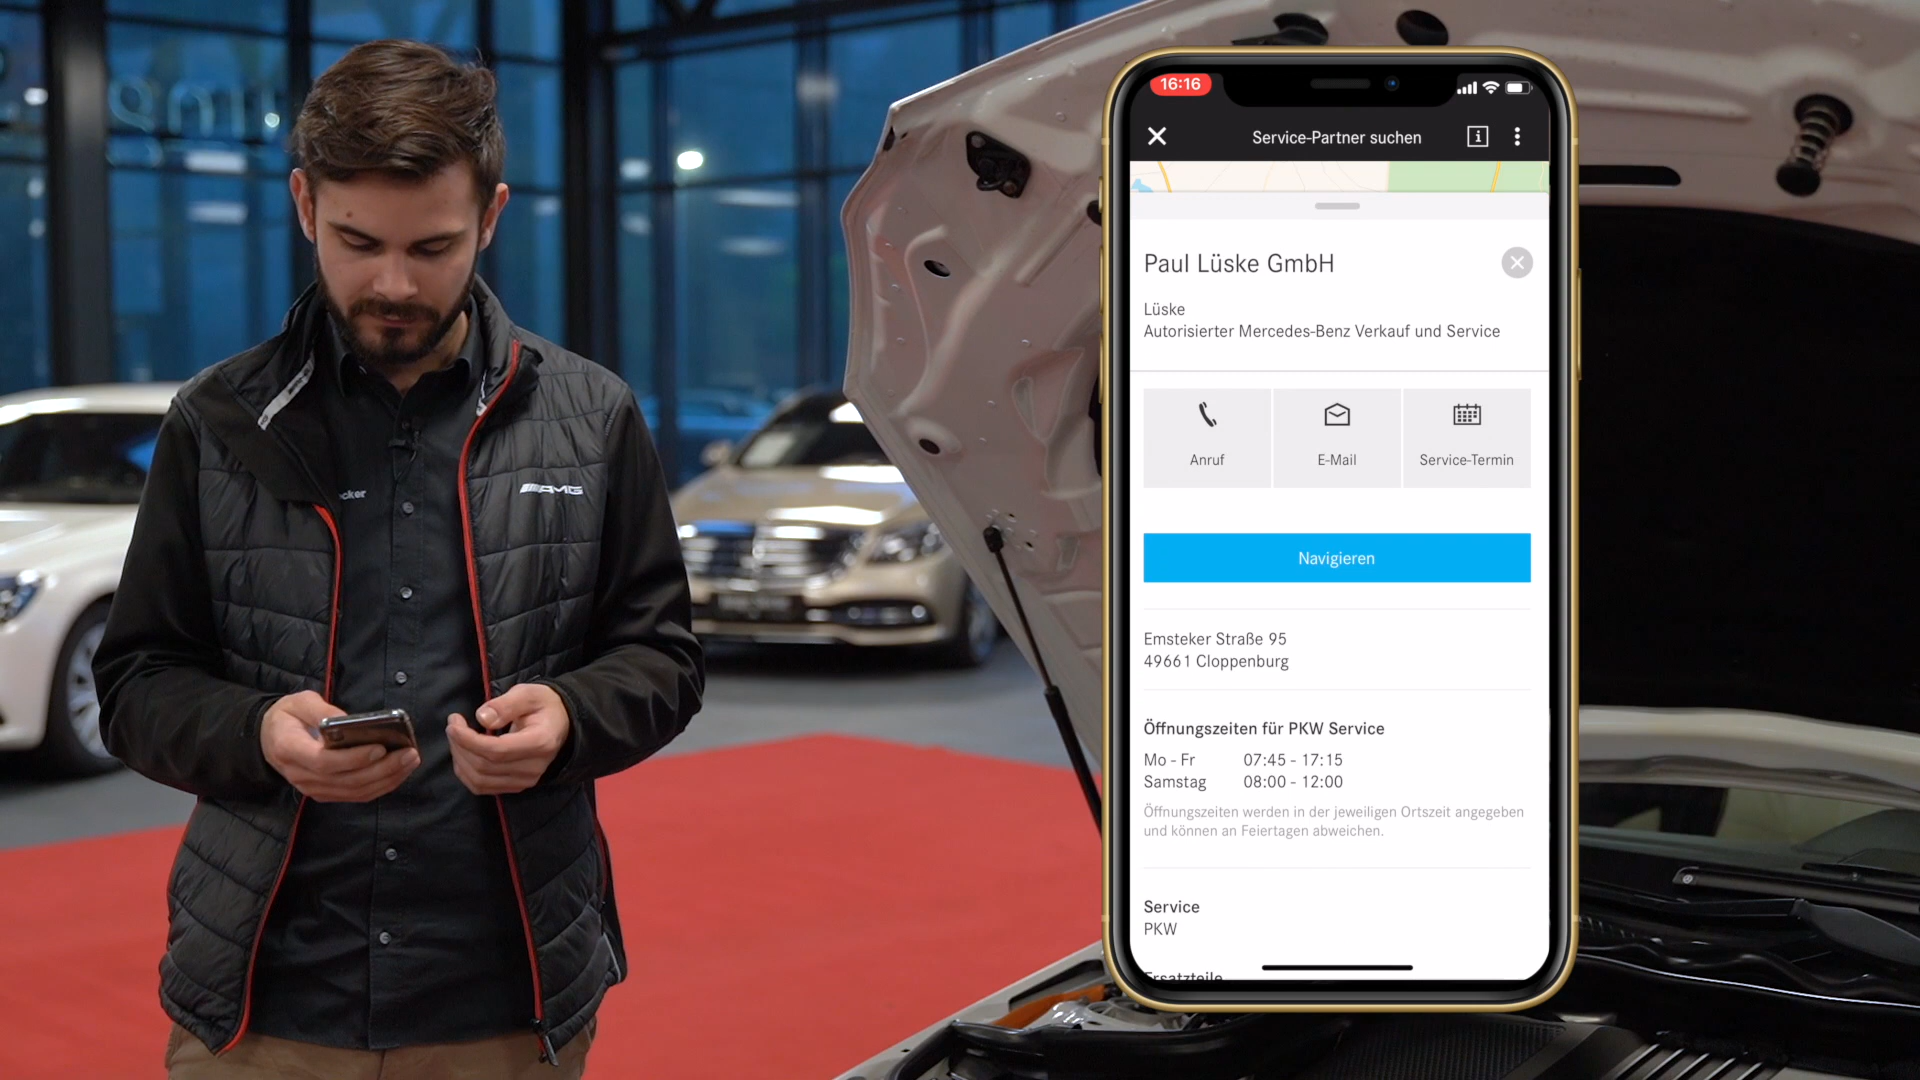 16:16
Service-Partner suchen
Paul Lüske GmbH
Lüske
Autorisierter Mercedes-Benz Verkauf und Service
Anruf
E-Mail
Service-Termin
Navigieren
Emsteker Straße 95
49661 Cloppenburg
Öffnungszeiten für PKW Service
Mo - Fr 07:45 - 17:15
Samstag 08:00 - 12:00
Öffnungszeiten werden in der jeweiligen Ortszeit angegeben
und können an Feiertagen abweichen.
Service
PKW
Ersatzteile
AMG